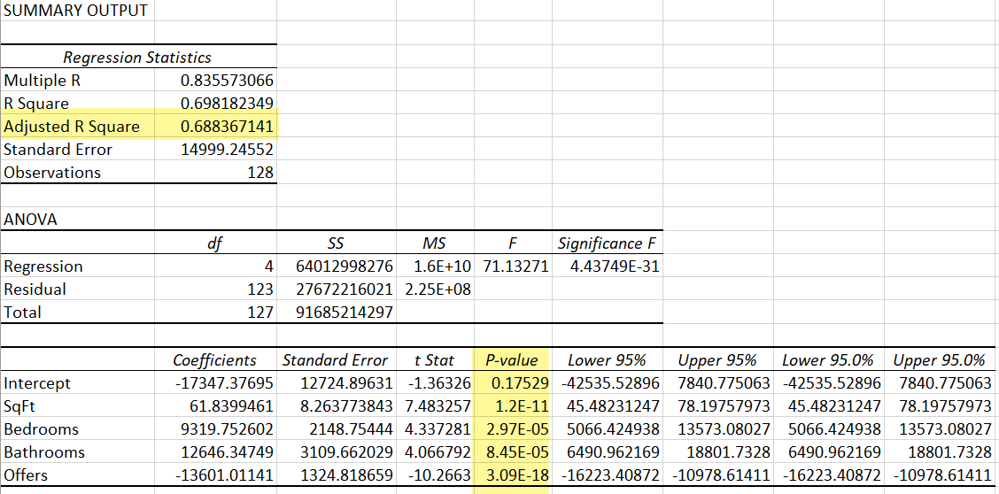 SUMMARY OUTPUT
Regression Statistics
Multiple R 0.835573066
R Square 0.698182349
Adjusted R Square 0.688367141
Standard Error 14999.24552
Observations 128
ANOVA
df SS MS F Significance F
Regression 4 64012998276 1.6E+10 71.13271 4.43749E-31
Residual 123 27672216021 2.25E+08
Total 127 91685214297
Coefficients Standard Error t Stat P-value Lower 95% Upper 95% Lower 95.0% Upper 95.0%
Intercept -17347.37695 12724.89631 -1.36326 0.17529 -42535.52896 7840.775063 -42535.52896 7840.775063
SqFt 61.8399461 8.263773843 7.483257 1.2E-11 45.48231247 78.19757973 45.48231247 78.19757973
Bedrooms 9319.752602 2148.75444 4.337281 2.97E-05 5066.424938 13573.08027 5066.424938 13573.08027
Bathrooms 12646.34749 3109.662029 4.066792 8.45E-05 6490.962169 18801.7328 6490.962169 18801.7328
Offers -13601.01141 1324.818659 -10.2663 3.09E-18 -16223.40872 -10978.61411 -16223.40872 -10978.61411